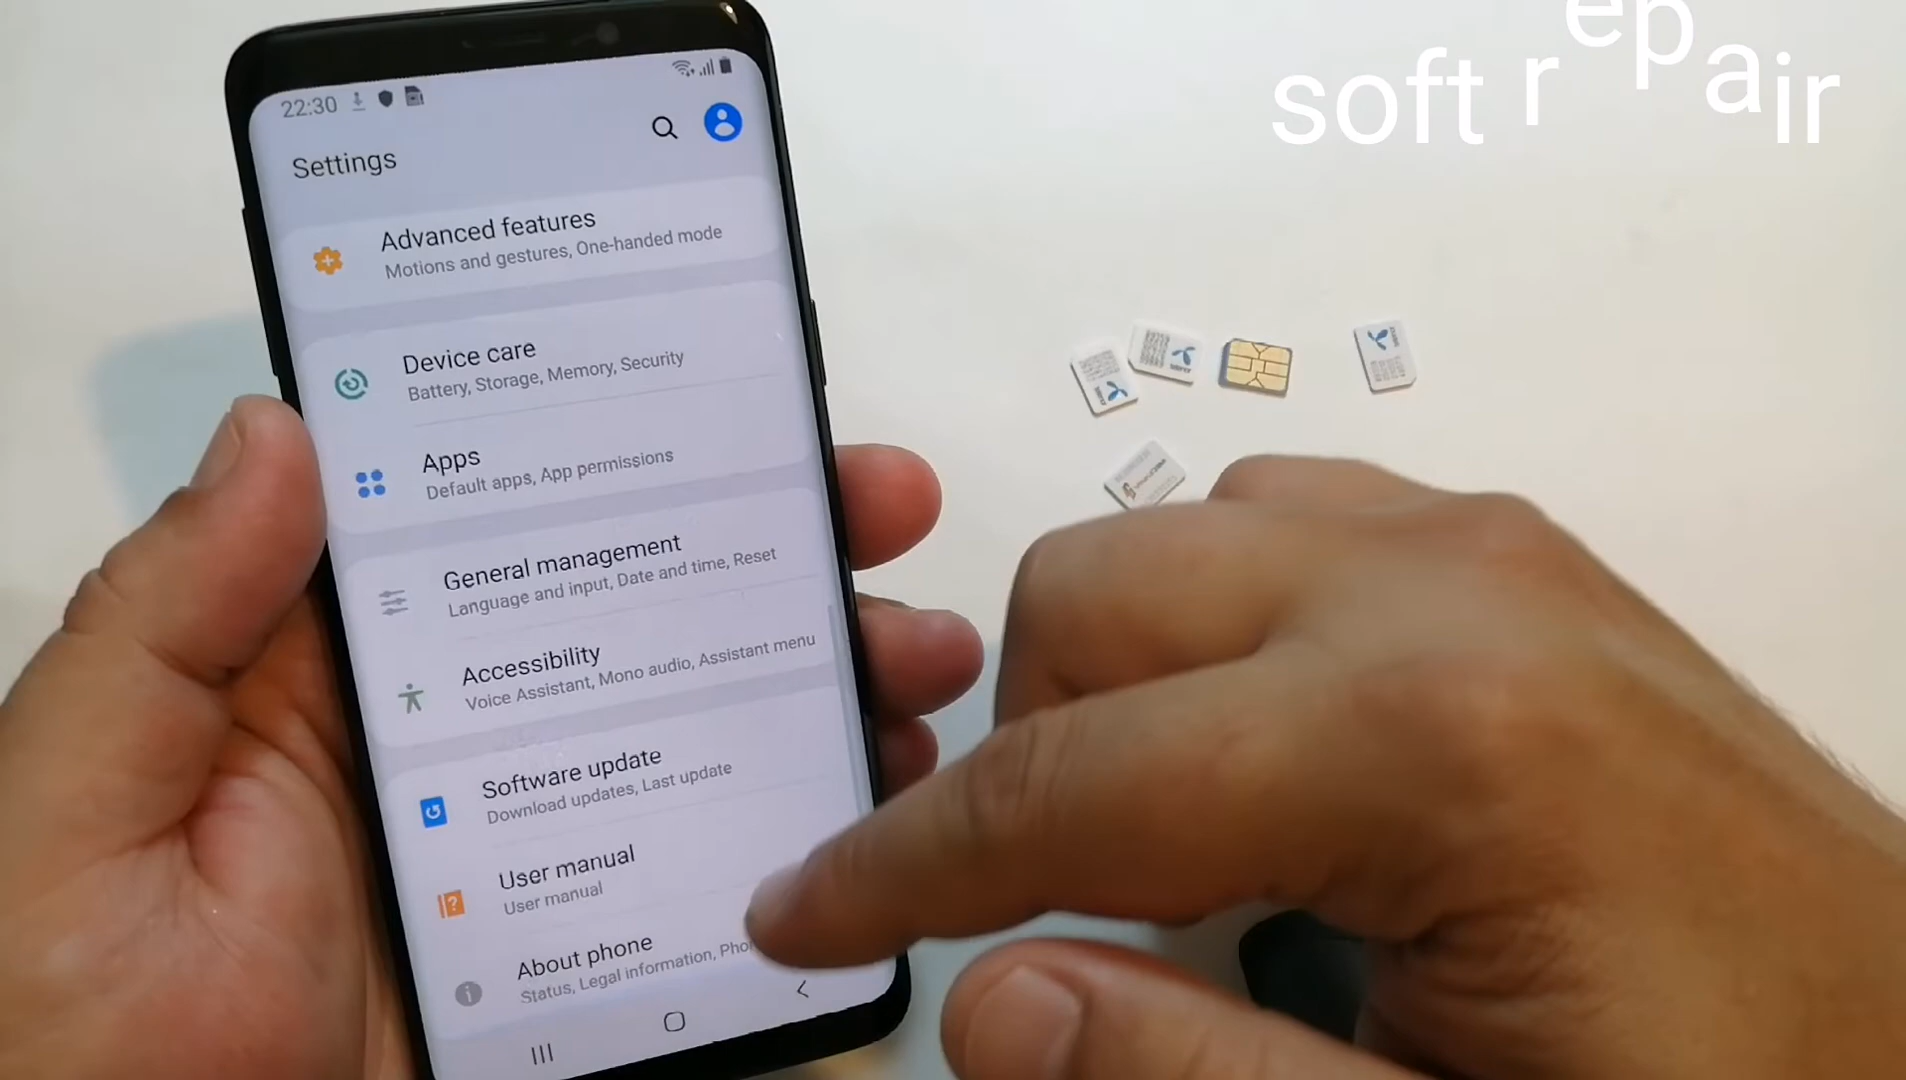 soft repair
22:30
Settings
Advanced features
Motions and gestures, One-handed mode
Device care
Battery, Storage, Memory, Security
Apps
Default apps, App permissions
General management
Language and input, Date and time, Reset
Accessibility
Voice Assistant, Mono audio, Assistant menu
Software update
Download updates, Last update
User manual
User manual
About phone
Status, Legal information,